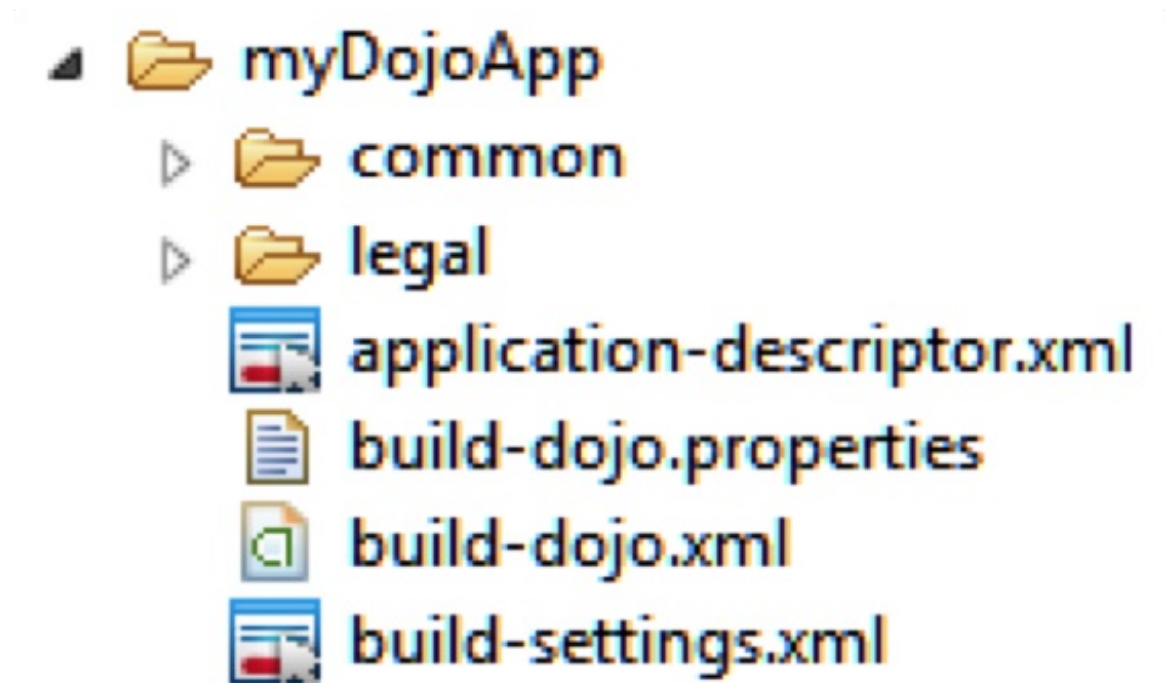 myDojoApp
common
legal
application-descriptor.xml
build-dojo.properties
build-dojo.xml
build-settings.xml